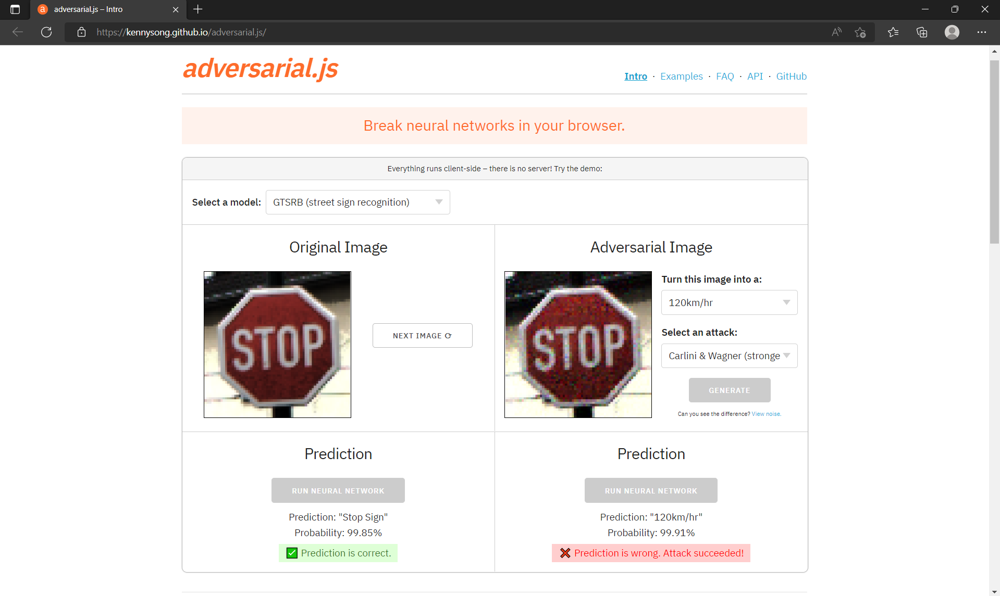 adversarial.js – Intro
https://kennysong.github.io/adversarial.js/
adversarial.js
Intro · Examples · FAQ · API · GitHub
Break neural networks in your browser.
Everything runs client-side – there is no server! Try the demo:
Select a model: GTSRB (street sign recognition)
Original Image
STOP
NEXT IMAGE ⟳
Adversarial Image
STOP
Turn this image into a:
120km/hr
Select an attack:
Carlini & Wagner (stronge
GENERATE
Can you see the difference? View noise.
Prediction
RUN NEURAL NETWORK
Prediction: "Stop Sign"
Probability: 99.85%
✅ Prediction is correct.
Prediction
RUN NEURAL NETWORK
Prediction: "120km/hr"
Probability: 99.91%
❌ Prediction is wrong. Attack succeeded!